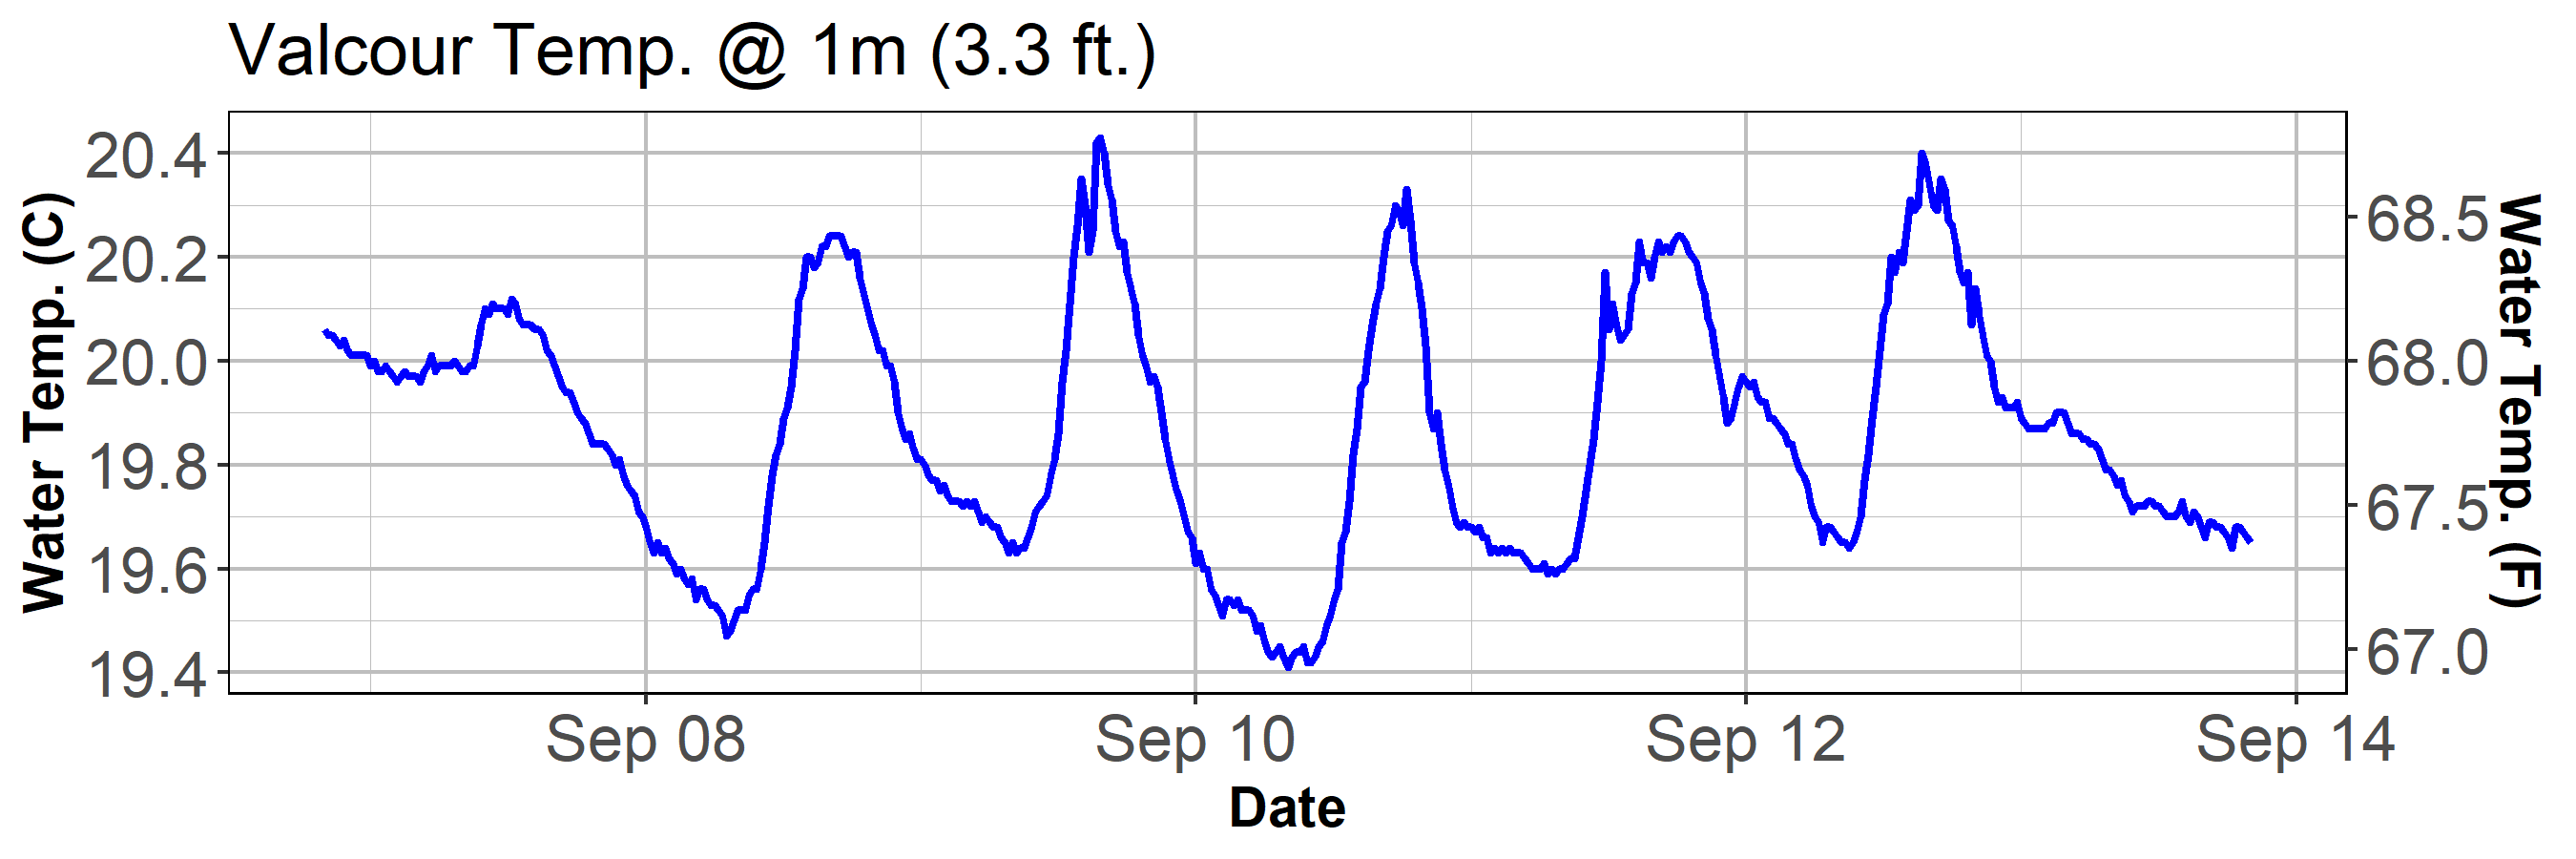 Valcour Temp. @ 1m (3.3 ft.)
Water Temp. (C)
20.4
20.2
20.0
19.8
19.6
19.4
68.5
68.0
67.5
67.0
Water Temp. (F)
Sep 08 Sep 10 Sep 12 Sep 14
Date